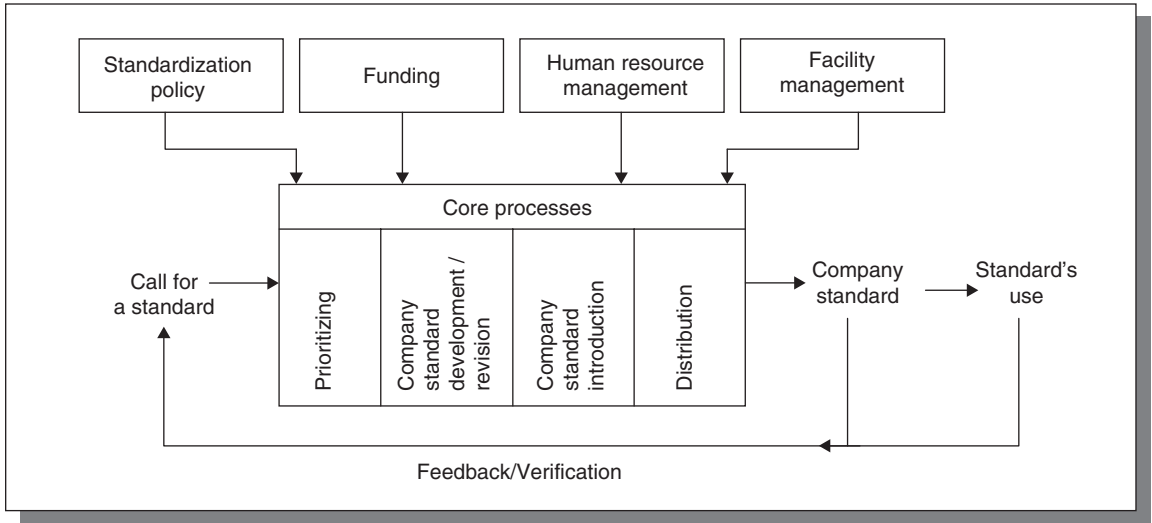 Standardization
policy
Funding
Human resource
management
Facility
management
Core processes
Call for
a standard
Prioritizing
Company
standard
development /
revision
Company
standard
introduction
Distribution
Company
standard
Standard's
use
Feedback/Verification